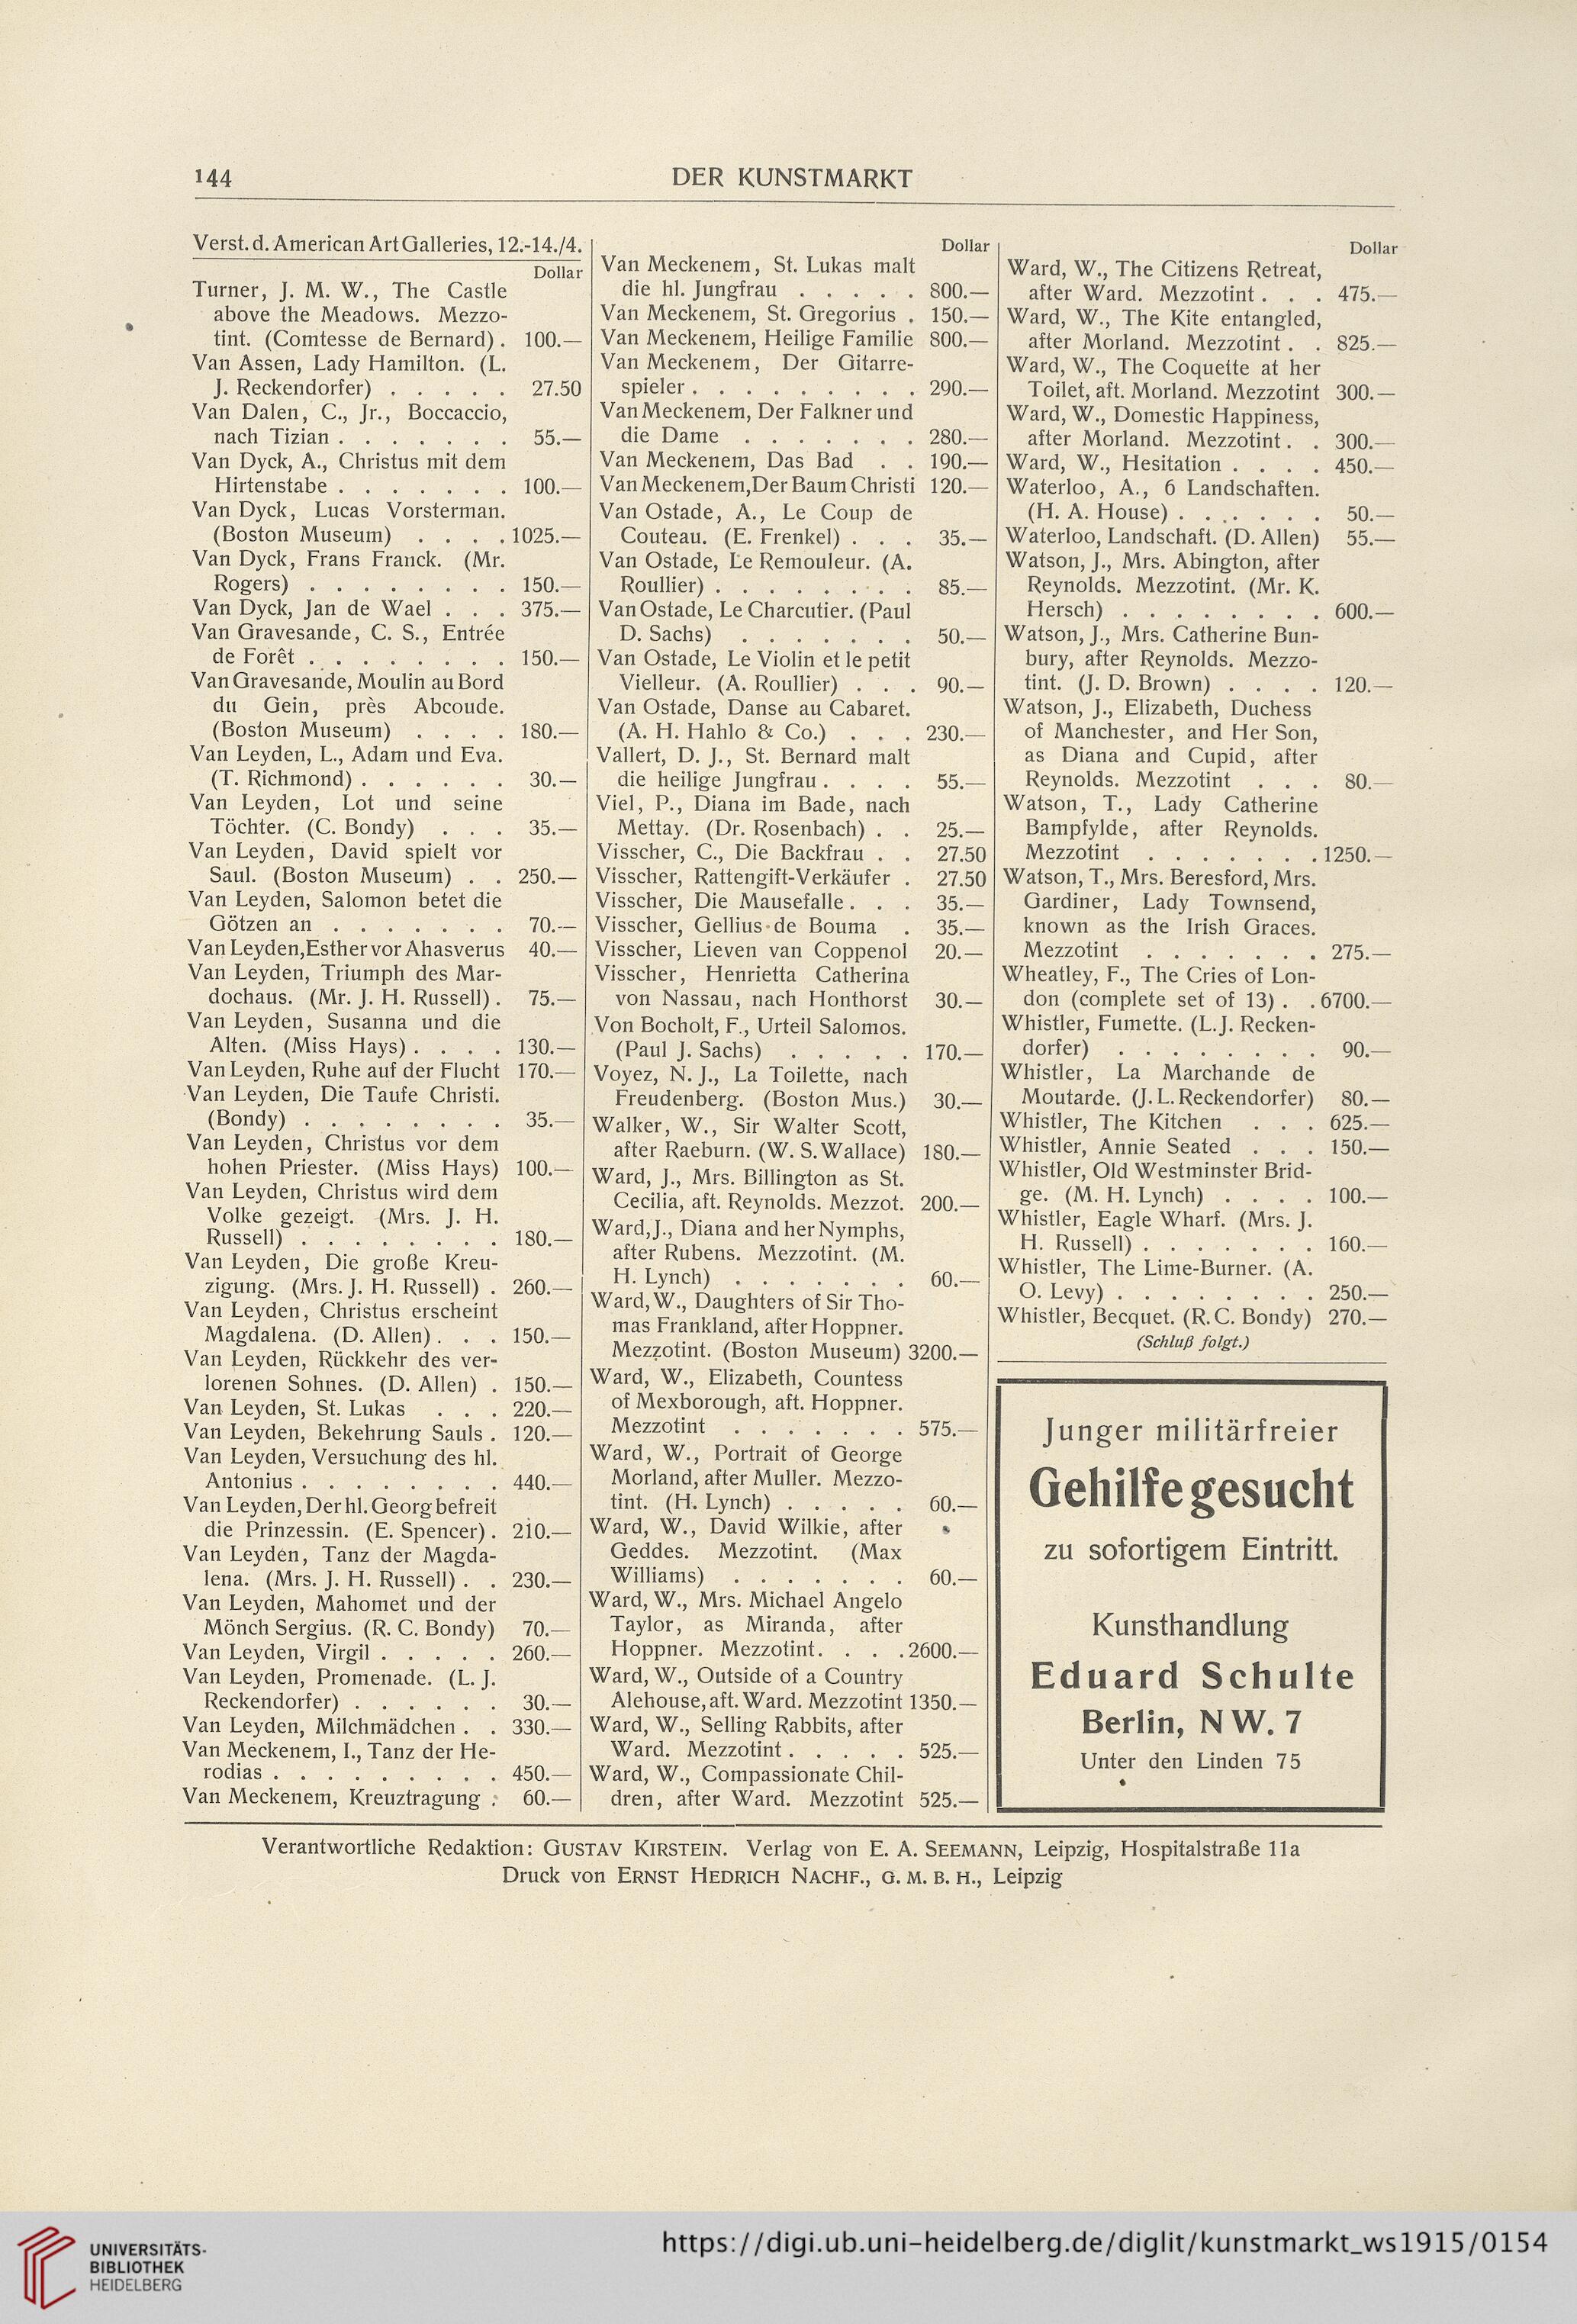 144
DER KUNSTMARKT
Verst. d. American Art Galleries, 12.-14./4.
Dollar
Turner, J. M. W., The Castle
above the Meadows. Mezzo-
tint. (Comtesse de Bernard) . 100.—
Van Assen, Lady Hamilton. (L.
J. Reckendorfer) . . . . . 27.50
Van Dalen, C., Jr., Boccaccio,
nach Tizian . . . . . . . 55.—
Van Dyck, A., Christus mit dem
Hirtenstabe . . . . . . . 100.—
Van Dyck, Lucas Vorsterman.
(Boston Museum) . . . . 1025.—
Van Dyck, Frans Franck. (Mr.
Rogers) . . . . . . . . 150.—
Van Dyck, Jan de Wael . . . 375.—
Van Gravesande, C. S., Entrée
de Forêt . . . . . . . . 150.—
Van Gravesande, Moulin au Bord
du Gein, près Abcoude.
(Boston Museum) . . . . 180.—
Van Leyden, L., Adam und Eva.
(T. Richmond) . . . . . . 30.—
Van Leyden, Lot und seine
Töchter. (C. Bondy) . . . 35.—
Van Leyden, David spielt vor
Saul. (Boston Museum) . . 250.—
Van Leyden, Salomon betet die
Götzen an . . . . . . . 70.—
Van Leyden, Esther vor Ahasverus 40.—
Van Leyden, Triumph des Mar-
dochaus. (Mr. J. H. Russell) . 75.—
Van Leyden, Susanna und die
Alten. (Miss Hays) . . . . 130.—
Van Leyden, Ruhe auf der Flucht 170.—
Van Leyden, Die Taufe Christi.
(Bondy) . . . . . . . . 35.—
Van Leyden, Christus vor dem
hohen Priester. (Miss Hays) 100.—
Van Leyden, Christus wird dem
Volke gezeigt. (Mrs. J. H.
Russell) . . . . . . . . 180.—
Van Leyden, Die große Kreu-
zigung. (Mrs. J. H. Russell) . 260.—
Van Leyden, Christus erscheint
Magdalena. (D. Allen) . . . 150.—
Van Leyden, Rückkehr des ver-
lorenen Sohnes. (D. Allen) . 150.—
Van Leyden, St. Lukas . . . 220.—
Van Leyden, Bekehrung Sauls . 120.—
Van Leyden, Versuchung des hl.
Antonius . . . . . . . . 440.—
Van Leyden, Der hl. Georg befreit
die Prinzessin. (E. Spencer) . 210.—
Van Leyden, Tanz der Magda-
lena. (Mrs. J. H. Russell) . . 230.—
Van Leyden, Mahomet und der
Mönch Sergius. (R. C. Bondy) 70.—
Van Leyden, Virgil . . . . . 260.—
Van Leyden, Promenade. (L. J.
Reckendorfer) . . . . . . 30.—
Van Leyden, Milchmädchen . . 330.—
Van Meckenem, I., Tanz der He-
rodias . . . . . . . . . 450.—
Van Meckenem, Kreuztragung . 60.—
Dollar
Van Meckenem, St. Lukas malt
die hl. Jungfrau . . . . . 800.—
Van Meckenem, St. Gregorius . 150.—
Van Meckenem, Heilige Familie 800.—
Van Meckenem, Der Gitarre-
spieler . . . . . . . . . 290.—
Van Meckenem, Der Falkner und
die Dame . . . . . . . 280.—
Van Meckenem, Das Bad . . 190.—
Van Meckenem, Der Baum Christi 120.—
Van Ostade, A., Le Coup de
Couteau. (E. Frenkel) . . . 35.—
Van Ostade, Le Remouleur. (A.
Roullier) . . . . . . . . 85.—
Van Ostade, Le Charcutier. (Paul
D. Sachs) . . . . . . . 50.—
Van Ostade, Le Violin et le petit
Vielleur. (A. Roullier) . . . 90.—
Van Ostade, Danse au Cabaret.
(A. H. Hahlo & Co.) . . . 230.—
Vallert, D. J., St. Bernard malt
die heilige Jungfrau . . . . 55.—
Viel, P., Diana im Bade, nach
Mettay. (Dr. Rosenbach) . . 25.—
Visscher, C., Die Backfrau . . 27.50
Visscher, Rattengift-Verkäufer . 27.50
Visscher, Die Mausefalle . . . 35.—
Visscher, Gellius de Bouma . 35.—
Visscher, Lieven van Coppenol 20.—
Visscher, Henrietta Catherina
von Nassau, nach Honthorst 30.—
Von Bocholt, F., Urteil Salomos.
(Paul J. Sachs) . . . . . 170.—
Voyez, N. J., La Toilette, nach
Freudenberg. (Boston Mus.) 30.—
Walker, W., Sir Walter Scott,
after Raeburn. (W. S. Wallace) 180.—
Ward, J., Mrs. Billington as St.
Cecilia, aft. Reynolds. Mezzot. 200.—
Ward, J., Diana and her Nymphs,
after Rubens. Mezzotint. (M.
H. Lynch) . . . . . . . 60.—
Ward, W., Daughters of Sir Tho-
mas Frankland, after Hoppner.
Mezzotint. (Boston Museum) 3200.—
Ward, W., Elizabeth, Countess
of Mexborough, aft. Hoppner.
Mezzotint . . . . . . . 575.—
Ward, W., Portrait of George
Morland, after Muller. Mezzo-
tint. (H. Lynch) . . . . . 60.—
Ward, W., David Wilkie, after
Geddes. Mezzotint. (Max
Williams) . . . . . . . 60.—
Ward, W., Mrs. Michael Angelo
Taylor, as Miranda, after
Hoppner. Mezzotint. . . . 2600.—
Ward, W., Outside of a Country
Alehouse, aft. Ward. Mezzotint 1350.—
Ward, W., Selling Rabbits, after
Ward. Mezzotint . . . . . 525.—
Ward, W., Compassionate Chil-
dren, after Ward. Mezzotint 525.—
Dollar
Ward, W., The Citizens Retreat,
after Ward. Mezzotint . . . 475.—
Ward, W., The Kite entangled,
after Morland. Mezzotint . . 825.—
Ward, W., The Coquette at her
Toilet, aft. Morland. Mezzotint 300.—
Ward, W., Domestic Happiness,
after Morland. Mezzotint . . 300.—
Ward, W., Hesitation . . . . 450.—
Waterloo, A., 6 Landschaften.
(H. A. House) . . . . . . 50.—
Waterloo, Landschaft. (D. Allen) 55.—
Watson, J., Mrs. Abington, after
Reynolds. Mezzotint. (Mr. K.
Hersch) . . . . . . . . 600.—
Watson, J., Mrs. Catherine Bun-
bury, after Reynolds. Mezzo-
tint. (J. D. Brown) . . . . 120.—
Watson, J., Elizabeth, Duchess
of Manchester, and Her Son,
as Diana and Cupid, after
Reynolds. Mezzotint . . . 80.—
Watson, T., Lady Catherine
Bampfylde, after Reynolds.
Mezzotint . . . . . . . 1250.—
Watson, T., Mrs. Beresford, Mrs.
Gardiner, Lady Townsend,
known as the Irish Graces.
Mezzotint . . . . . . . 275.—
Wheatley, F., The Cries of Lon-
don (complete set of 13) . . 6700.—
Whistler, Fumette. (L. J. Recken-
dorfer) . . . . . . . . 90.—
Whistler, La Marchande de
Moutarde. (J. L. Reckendorfer) 80.—
Whistler, The Kitchen . . . 625.—
Whistler, Annie Seated . . . 150.—
Whistler, Old Westminster Brid-
ge. (M. H. Lynch) . . . . 100.—
Whistler, Eagle Wharf. (Mrs. J.
H. Russell) . . . . . . . 160.—
Whistler, The Lime-Burner. (A.
O. Levy) . . . . . . . . 250.—
Whistler, Becquet. (R. C. Bondy) 270.—
(Schluß folgt.)
Junger militärfreier
Gehilfe gesucht
zu sofortigem Eintritt.
Kunsthandlung
Eduard Schulte
Berlin, NW. 7
Unter den Linden 75
Verantwortliche Redaktion: GUSTAV KIRSTEIN. Verlag von E. A. SEEMANN, Leipzig, Hospitalstraße 11a
Druck von ERNST HEDRICH NACHF., G. M. B. H., Leipzig
UNIVERSITÄTS-
BIBLIOTHEK
HEIDELBERG
https://digi.ub.uni-heidelberg.de/diglit/kunstmarkt_ws1915/0154